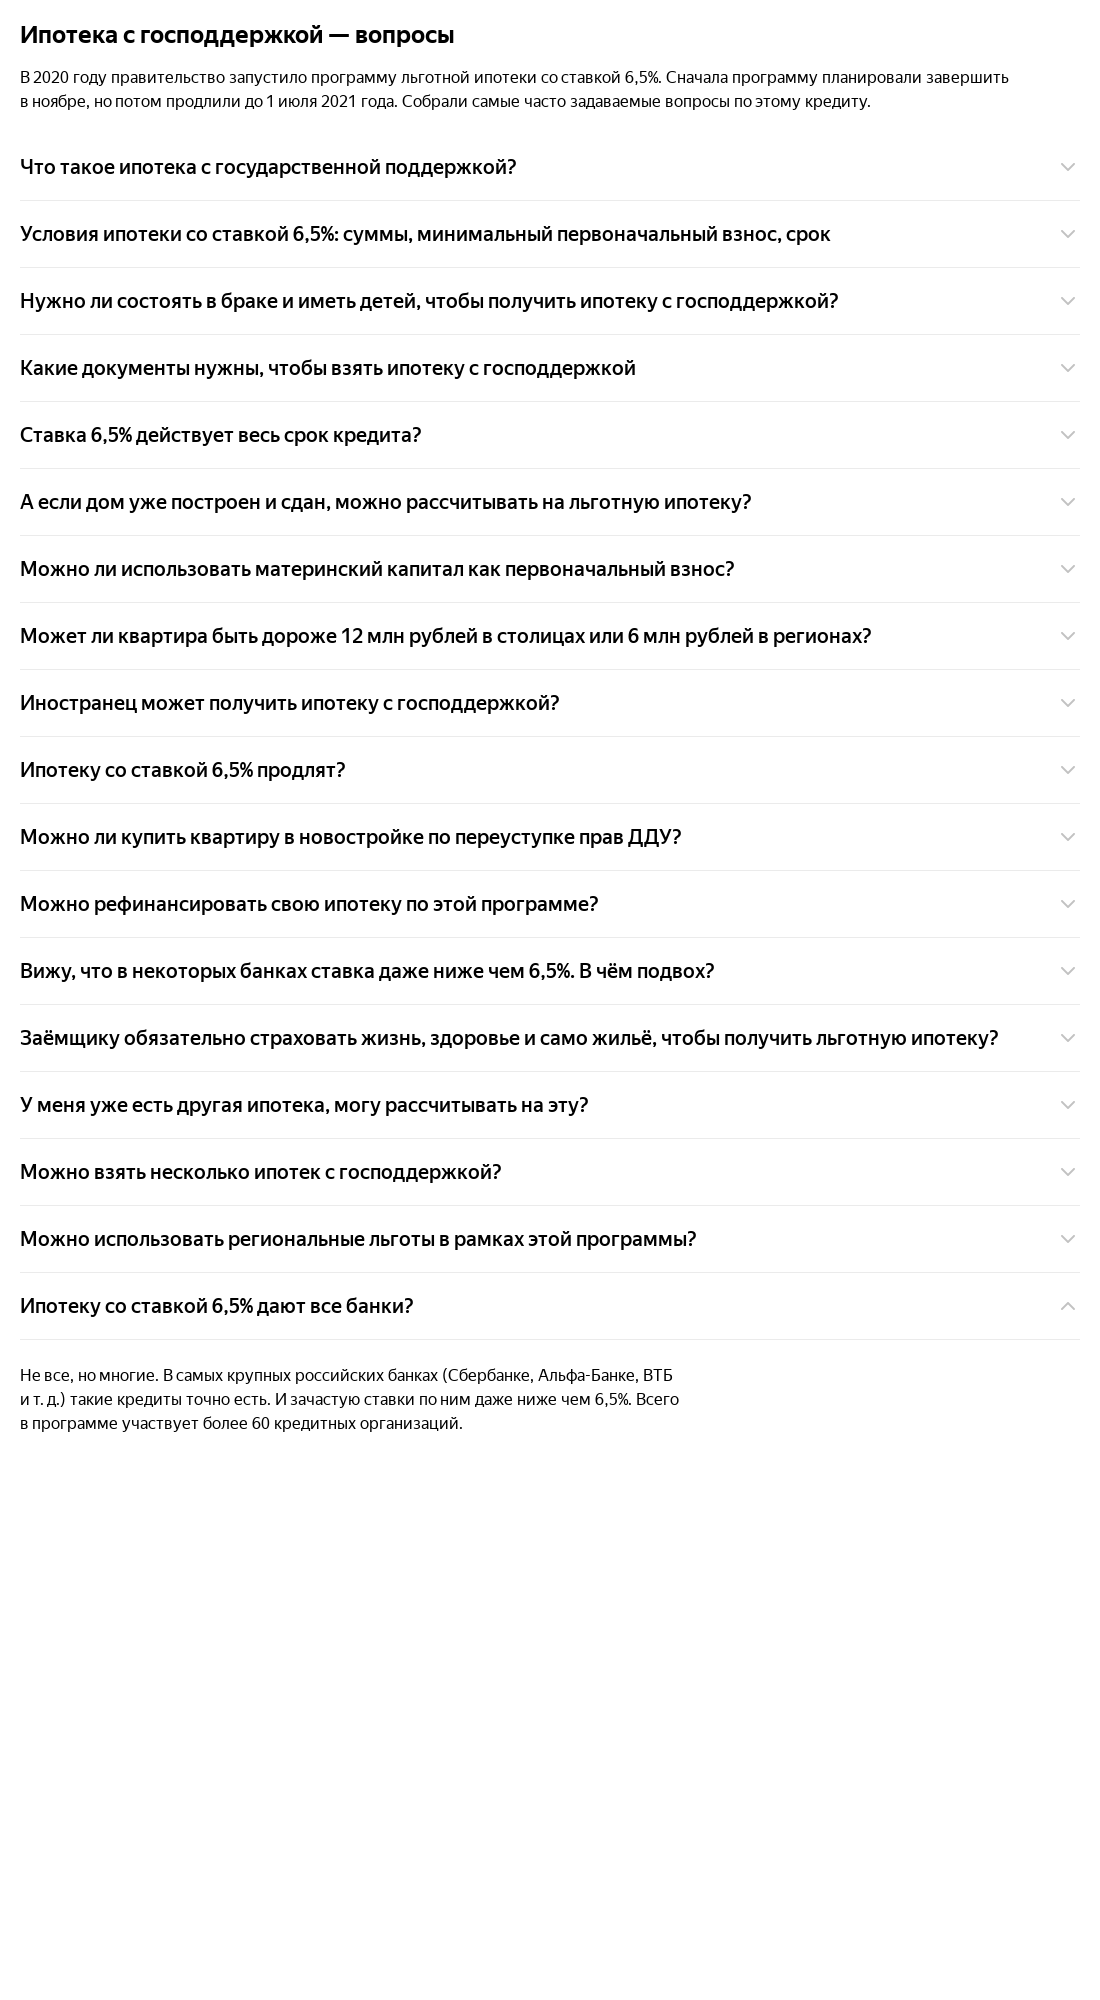 Ипотека с господдержкой — вопросы
В 2020 году правительство запустило программу льготной ипотеки со ставкой 6,5%. Сначала программу планировали завершить
в ноябре, но потом продлили до 1 июля 2021 года. Собрали самые часто задаваемые вопросы по этому кредиту.
Что такое ипотека с государственной поддержкой?
Условия ипотеки со ставкой 6,5%: суммы, минимальный первоначальный взнос, срок
Нужно ли состоять в браке и иметь детей, чтобы получить ипотеку с господдержкой?
Какие документы нужны, чтобы взять ипотеку с господдержкой
Ставка 6,5% действует весь срок кредита?
А если дом уже построен и сдан, можно рассчитывать на льготную ипотеку?
Можно ли использовать материнский капитал как первоначальный взнос?
Может ли квартира быть дороже 12 млн рублей в столицах или 6 млн рублей в регионах?
Иностранец может получить ипотеку с господдержкой?
Ипотеку со ставкой 6,5% продлят?
Можно ли купить квартиру в новостройке по переуступке прав ДДУ?
Можно рефинансировать свою ипотеку по этой программе?
Вижу, что в некоторых банках ставка даже ниже чем 6,5%. В чём подвох?
Заёмщику обязательно страховать жизнь, здоровье и само жильё, чтобы получить льготную ипотеку?
У меня уже есть другая ипотека, могу рассчитывать на эту?
Можно взять несколько ипотек с господдержкой?
Можно использовать региональные льготы в рамках этой программы?
Ипотеку со ставкой 6,5% дают все банки?
Не все, но многие. В самых крупных российских банках (Сбербанке, Альфа-Банке, ВТБ
и т. д.) такие кредиты точно есть. И зачастую ставки по ним даже ниже чем 6,5%. Всего
в программе участвует более 60 кредитных организаций.